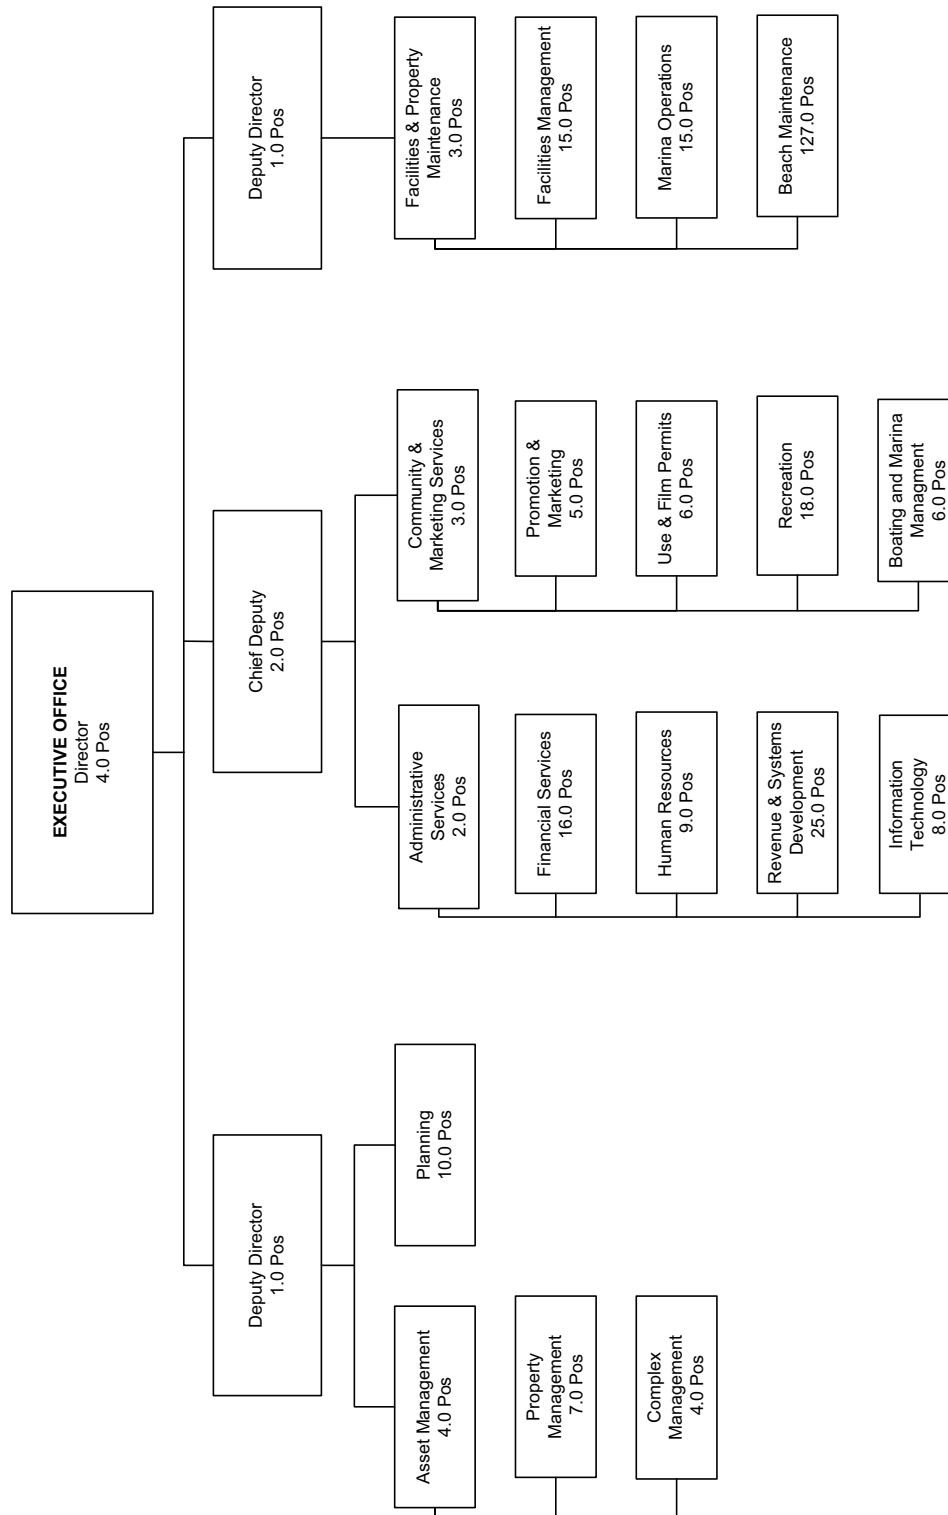 EXECUTIVE OFFICE
Director
4.0 Pos
Deputy Director
1.0 Pos
Chief Deputy
2.0 Pos
Deputy Director
1.0 Pos
Asset Management
4.0 Pos
Planning
10.0 Pos
Administrative
Services
2.0 Pos
Community &
Marketing Services
3.0 Pos
Facilities & Property
Maintenance
3.0 Pos
Property
Management
7.0 Pos
Financial Services
16.0 Pos
Promotion &
Marketing
5.0 Pos
Facilities Management
15.0 Pos
Complex
Management
4.0 Pos
Human Resources
9.0 Pos
Use & Film Permits
6.0 Pos
Marina Operations
15.0 Pos
Revenue & Systems
Development
25.0 Pos
Recreation
18.0 Pos
Beach Maintenance
127.0 Pos
Information
Technology
8.0 Pos
Boating and Marina
Managment
6.0 Pos